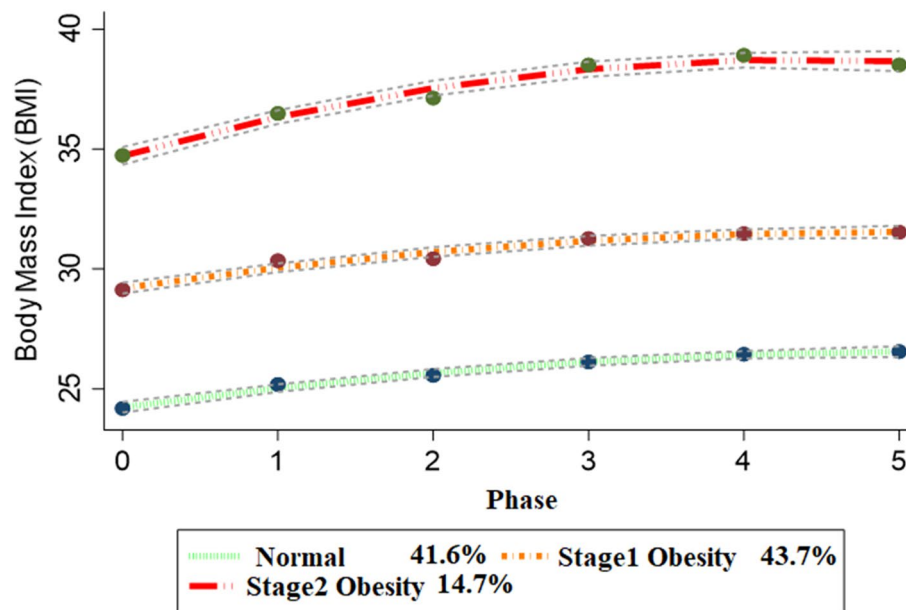 Body Mass Index (BMI)
40
35
30
25
0 1 2 3 4 5
Phase
Normal 41.6% Stage1 Obesity 43.7%
Stage2 Obesity 14.7%